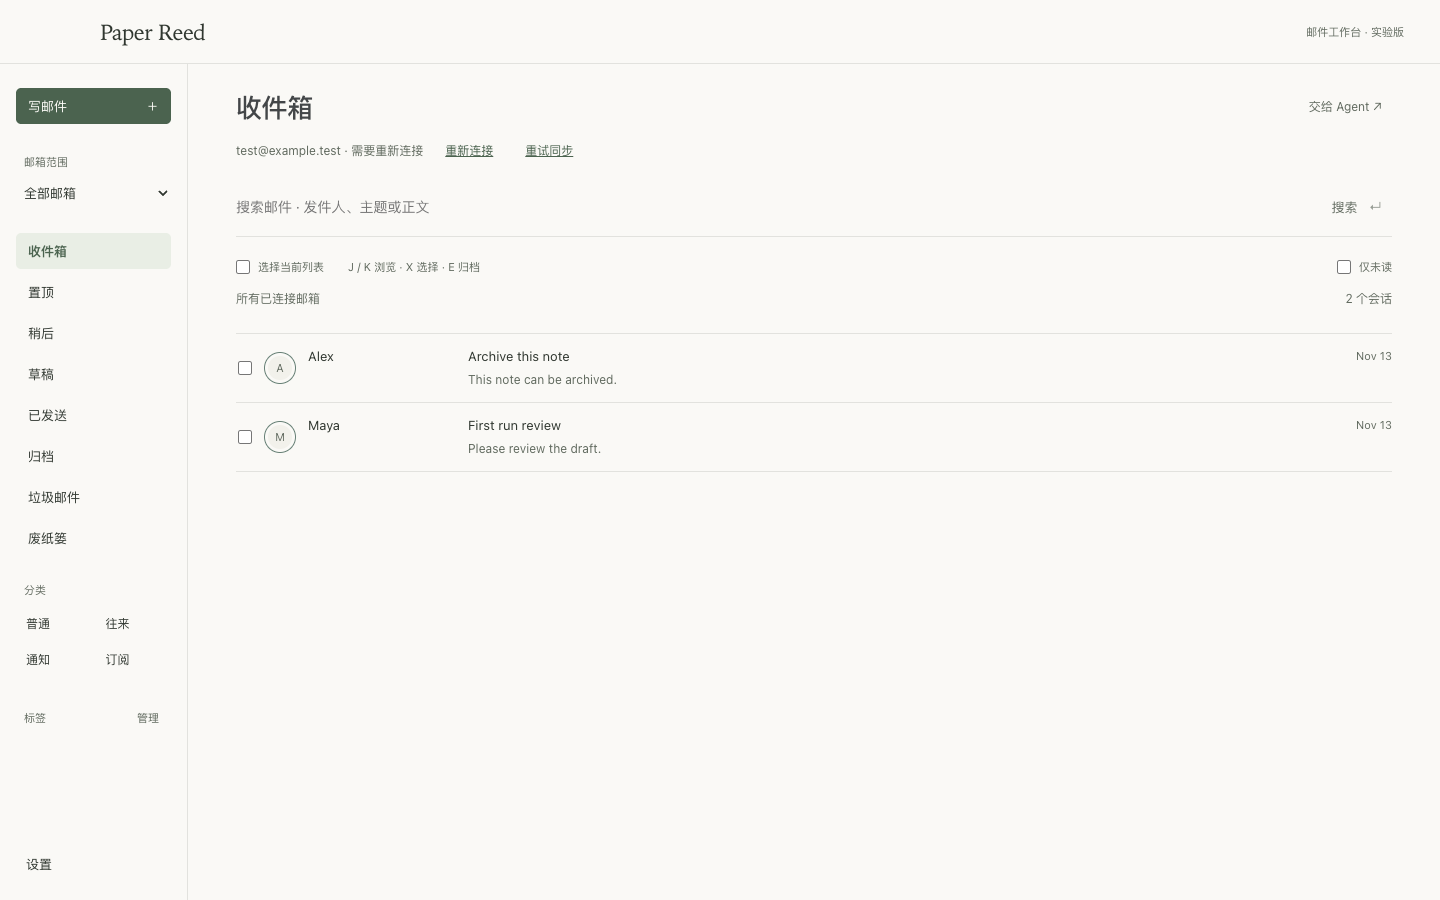 Paper Reed
邮件工作台 · 实验版
写邮件 +
邮箱范围
全部邮箱
收件箱
置顶
稍后
草稿
已发送
归档
垃圾邮件
废纸篓
分类
普通 往来
通知 订阅
标签 管理
设置
收件箱
交给 Agent ↗
test@example.test · 需要重新连接 重新连接 重试同步
搜索邮件 · 发件人、主题或正文 搜索 ↵
选择当前列表 J / K 浏览 · X 选择 · E 归档 仅未读
所有已连接邮箱 2 个会话
A Alex Archive this note Nov 13
This note can be archived.
M Maya First run review Nov 13
Please review the draft.